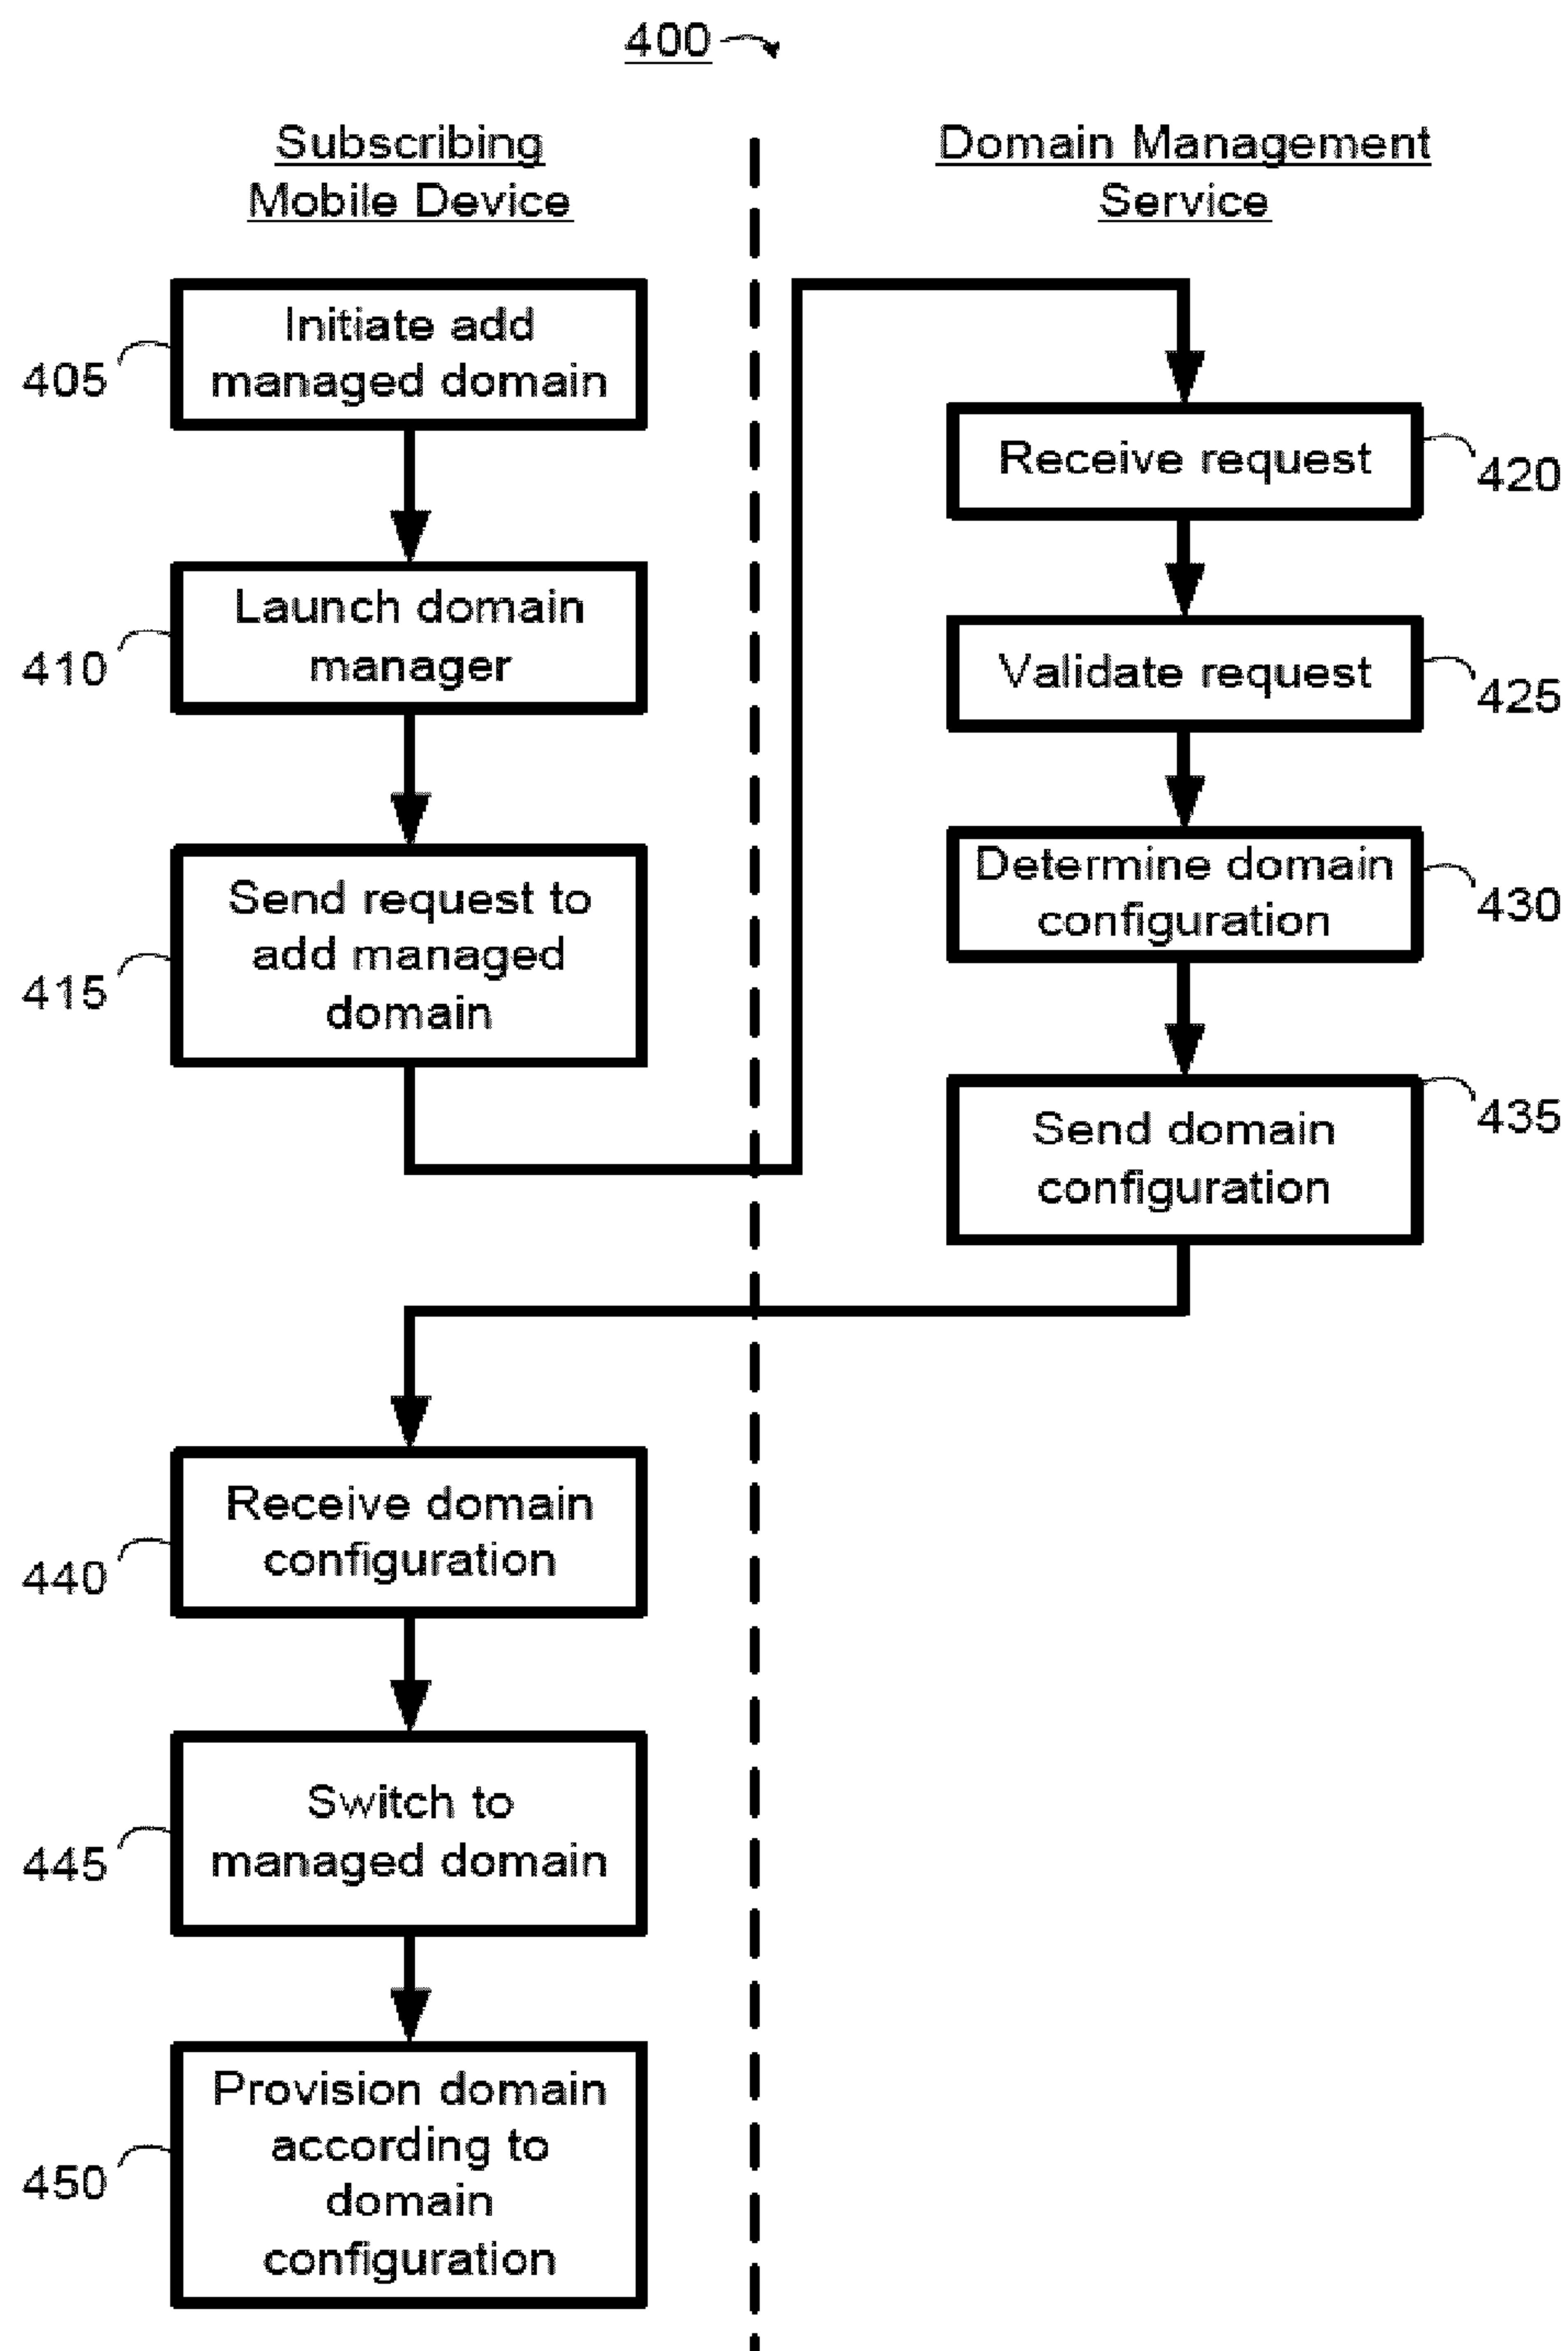 400
Subscribing
Mobile Device
Domain Management
Service
Initiate add
managed domain
405
Launch domain
manager
410
Send request to
add managed
domain
415
Receive request
420
Validate request
425
Determine domain
configuration
430
Send domain
configuration
435
Receive domain
configuration
440
Switch to
managed domain
445
Provision domain
according to
domain
configuration
450